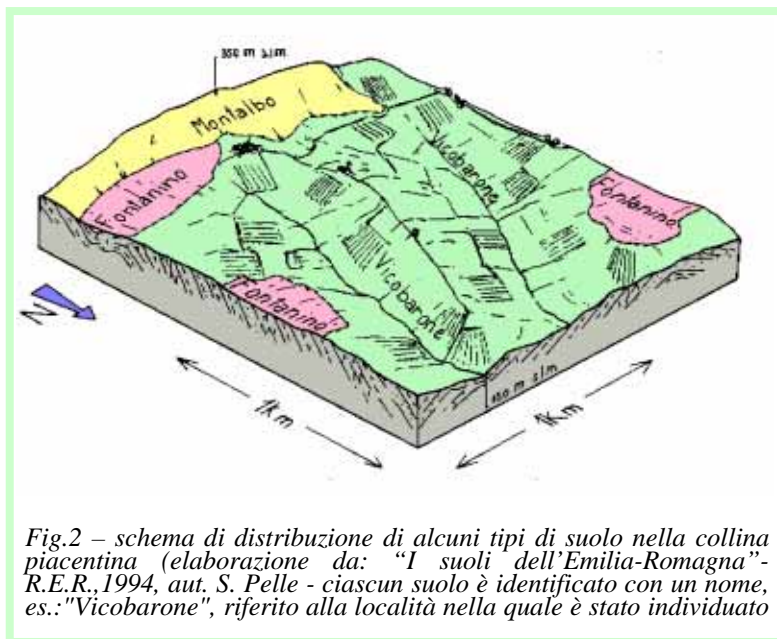 350 m slm
Montalbo
Fontanino
Vicobarone
Fontanino
Vicobarone
Fontanino
N
1Km
1Km
m slm
Fig.2 – schema di distribuzione di alcuni tipi di suolo nella collina
piacentina (elaborazione da: “I suoli dell’Emilia-Romagna”-
R.E.R.,1994, aut. S. Pelle - ciascun suolo è identificato con un nome,
es.:"Vicobarone", riferito alla località nella quale è stato individuato